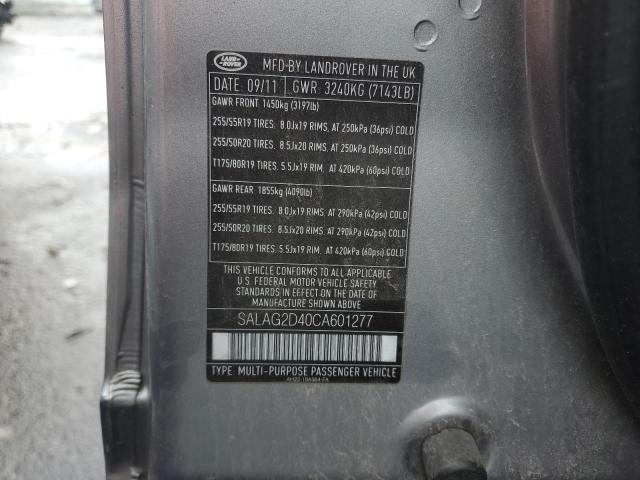 LAND ROVER
MFD BY LANDROVER IN THE UK
DATE: 09/11 GWR: 3240KG (7143LB)
GAWR FRONT 1450kg (3197lb)
255/55R19 TIRES. 8.0Jx19 RIMS, AT 250kPa (36psi) COLD
255/50R20 TIRES. 8.5Jx20 RIMS, AT 250kPa (36psi) COLD
T175/80R19 TIRES. 5.5Jx19 RIM, AT 420kPa (60psi) COLD
GAWR REAR 1855kg (4090lb)
255/55R19 TIRES. 8.0Jx19 RIMS, AT 290kPa (42psi) COLD
255/50R20 TIRES. 8.5Jx20 RIMS, AT 290kPa (42psi) COLD
T175/80R19 TIRES. 5.5Jx19 RIM, AT 420kPa (60psi) COLD
THIS VEHICLE CONFORMS TO ALL APPLICABLE
U.S. FEDERAL MOTOR VEHICLE SAFETY
STANDARDS IN EFFECT ON THE DATE OF
MANUFACTURE SHOWN ABOVE
SALAG2D40CA601277
TYPE: MULTI-PURPOSE PASSENGER VEHICLE